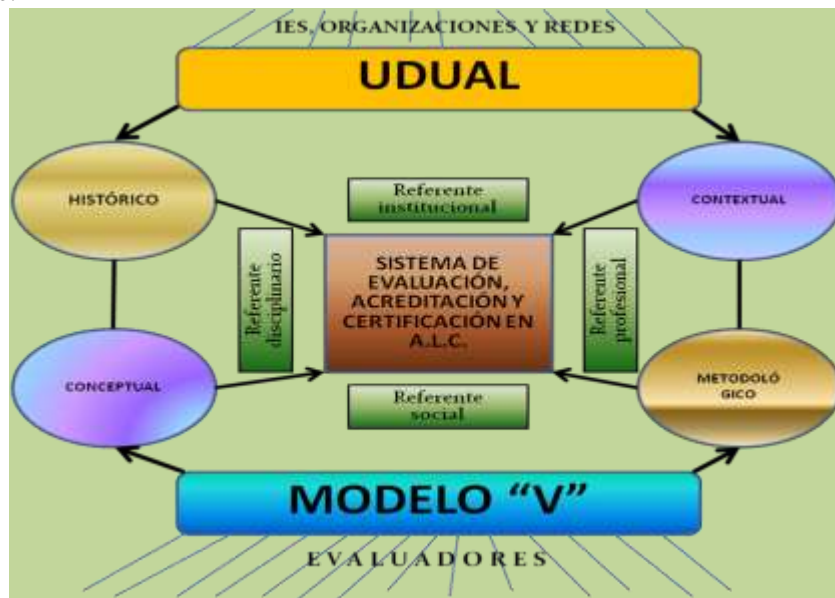 IES, ORGANIZACIONES Y REDES
UDUAL
HISTÓRICO
CONTEXTUAL
Referente
institucional
Referente
disciplinario
SISTEMA DE
EVALUACIÓN,
ACREDITACIÓN Y
CERTIFICACIÓN EN
A.L.C.
Referente
profesional
CONCEPTUAL
METODOLÓ
GICO
Referente
social
MODELO “V”
EVALUADORES